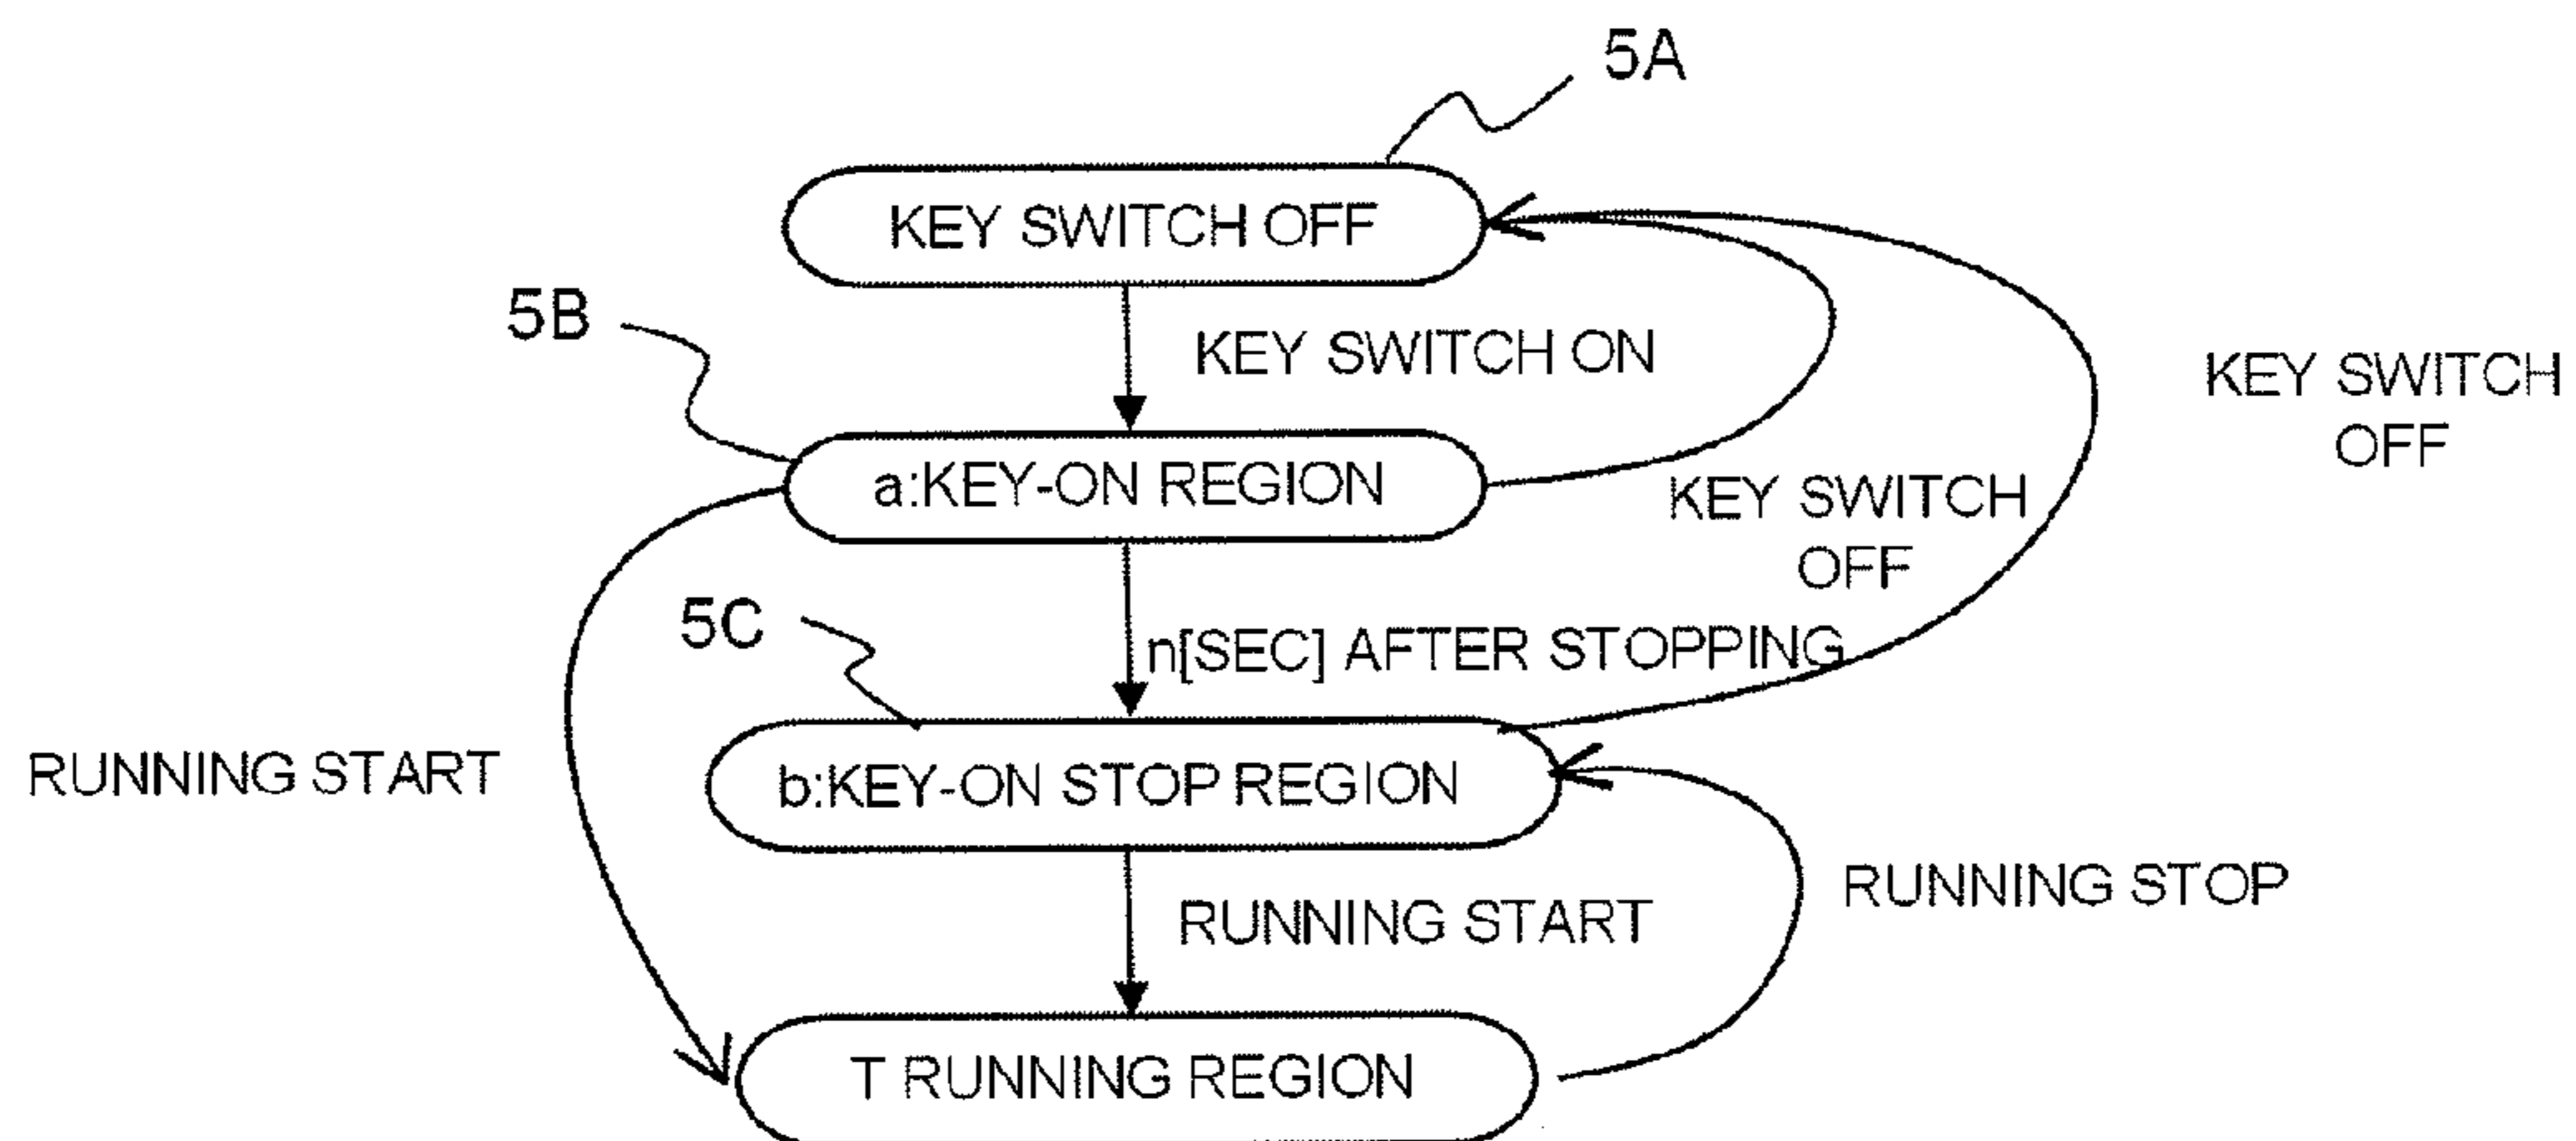 5A
KEY SWITCH OFF
5B
KEY SWITCH ON
KEY SWITCH
OFF
a:KEY-ON REGION
KEY SWITCH
OFF
5C
n[SEC] AFTER STOPPING
RUNNING START
b:KEY-ON STOP REGION
RUNNING STOP
RUNNING START
T RUNNING REGION